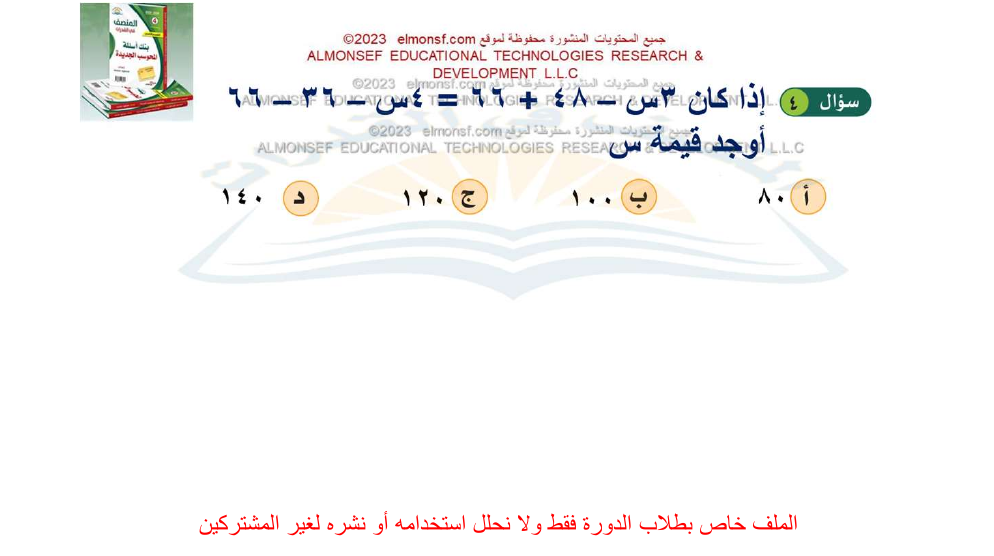 جميع المحتويات المنشورة محفوظة لموقع elmonsf.com ©2023
ALMONSEF EDUCATIONAL TECHNOLOGIES RESEARCH &
DEVELOPMENT L.L.C
المنصف
في القدرات
بنك أسئلة
المحوسب الجديدة
جميع المحتويات المنشورة محفوظة لموقع elmonsf.com ©2023
ALMONSEF EDUCATIONAL TECHNOLOGIES RESEARCH & DEVELOPMENT L.L.C
سؤال ٤ إذا كان ٣س – ٤٨ + ٦٦ = ٤س – ٣٦ – ٦٦
جميع المحتويات المنشورة محفوظة لموقع elmonsf.com ©2023
ALMONSEF EDUCATIONAL TECHNOLOGIES RESEARCH & DEVELOPMENT L.L.C
أوجد قيمة س
أ ٨٠ ب ١٠٠ ج ١٢٠ د ١٤٠
الملف خاص بطلاب الدورة فقط ولا نحلل استخدامه أو نشره لغير المشتركين